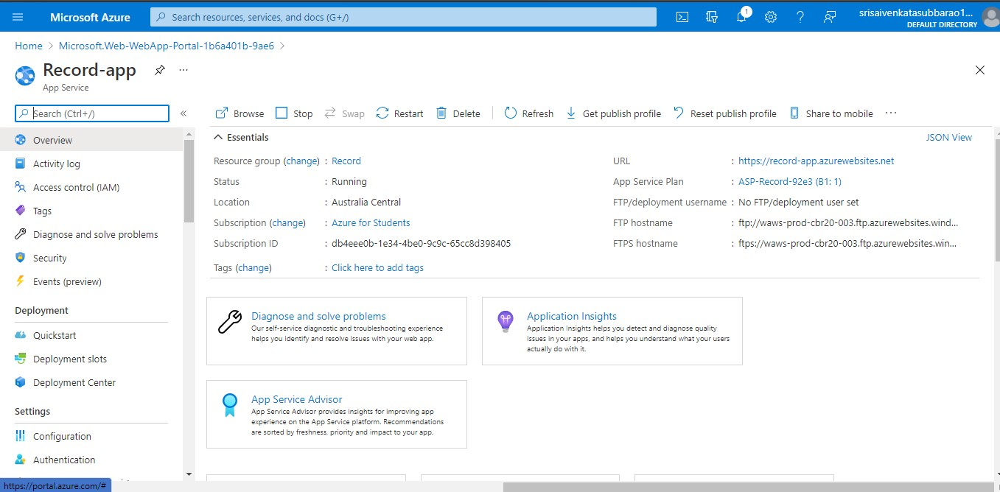 Microsoft Azure
Search resources, services, and docs (G+/)
1
srisaivenkatasubbarao1...
DEFAULT DIRECTORY
Home > Microsoft.Web-WebApp-Portal-1b6a401b-9ae6 >
Record-app
...
App Service
Search (Ctrl+/)
«
Browse Stop Swap Restart Delete Refresh Get publish profile Reset publish profile Share to mobile ...
Overview
Activity log
Access control (IAM)
Tags
Diagnose and solve problems
Security
Events (preview)
Deployment
Quickstart
Deployment slots
Deployment Center
Settings
Configuration
Authentication
Essentials
JSON View
Resource group (change) : Record
Status : Running
Location : Australia Central
Subscription (change) : Azure for Students
Subscription ID : db4eee0b-1e34-4be0-9c9c-65cc8d398405
Tags (change) : Click here to add tags
URL : https://record-app.azurewebsites.net
App Service Plan : ASP-Record-92e3 (B1: 1)
FTP/deployment username : No FTP/deployment user set
FTP hostname : ftp://waws-prod-cbr20-003.ftp.azurewebsites.wind...
FTPS hostname : ftps://waws-prod-cbr20-003.ftp.azurewebsites.win...
Diagnose and solve problems
Our self-service diagnostic and troubleshooting experience
helps you identify and resolve issues with your web app.
Application Insights
Application Insights helps you detect and diagnose quality
issues in your apps, and helps you understand what your users
actually do with it.
App Service Advisor
App Service Advisor provides insights for improving app
experience on the App Service platform. Recommendations
are sorted by freshness, priority and impact to your app.
https://portal.azure.com/#